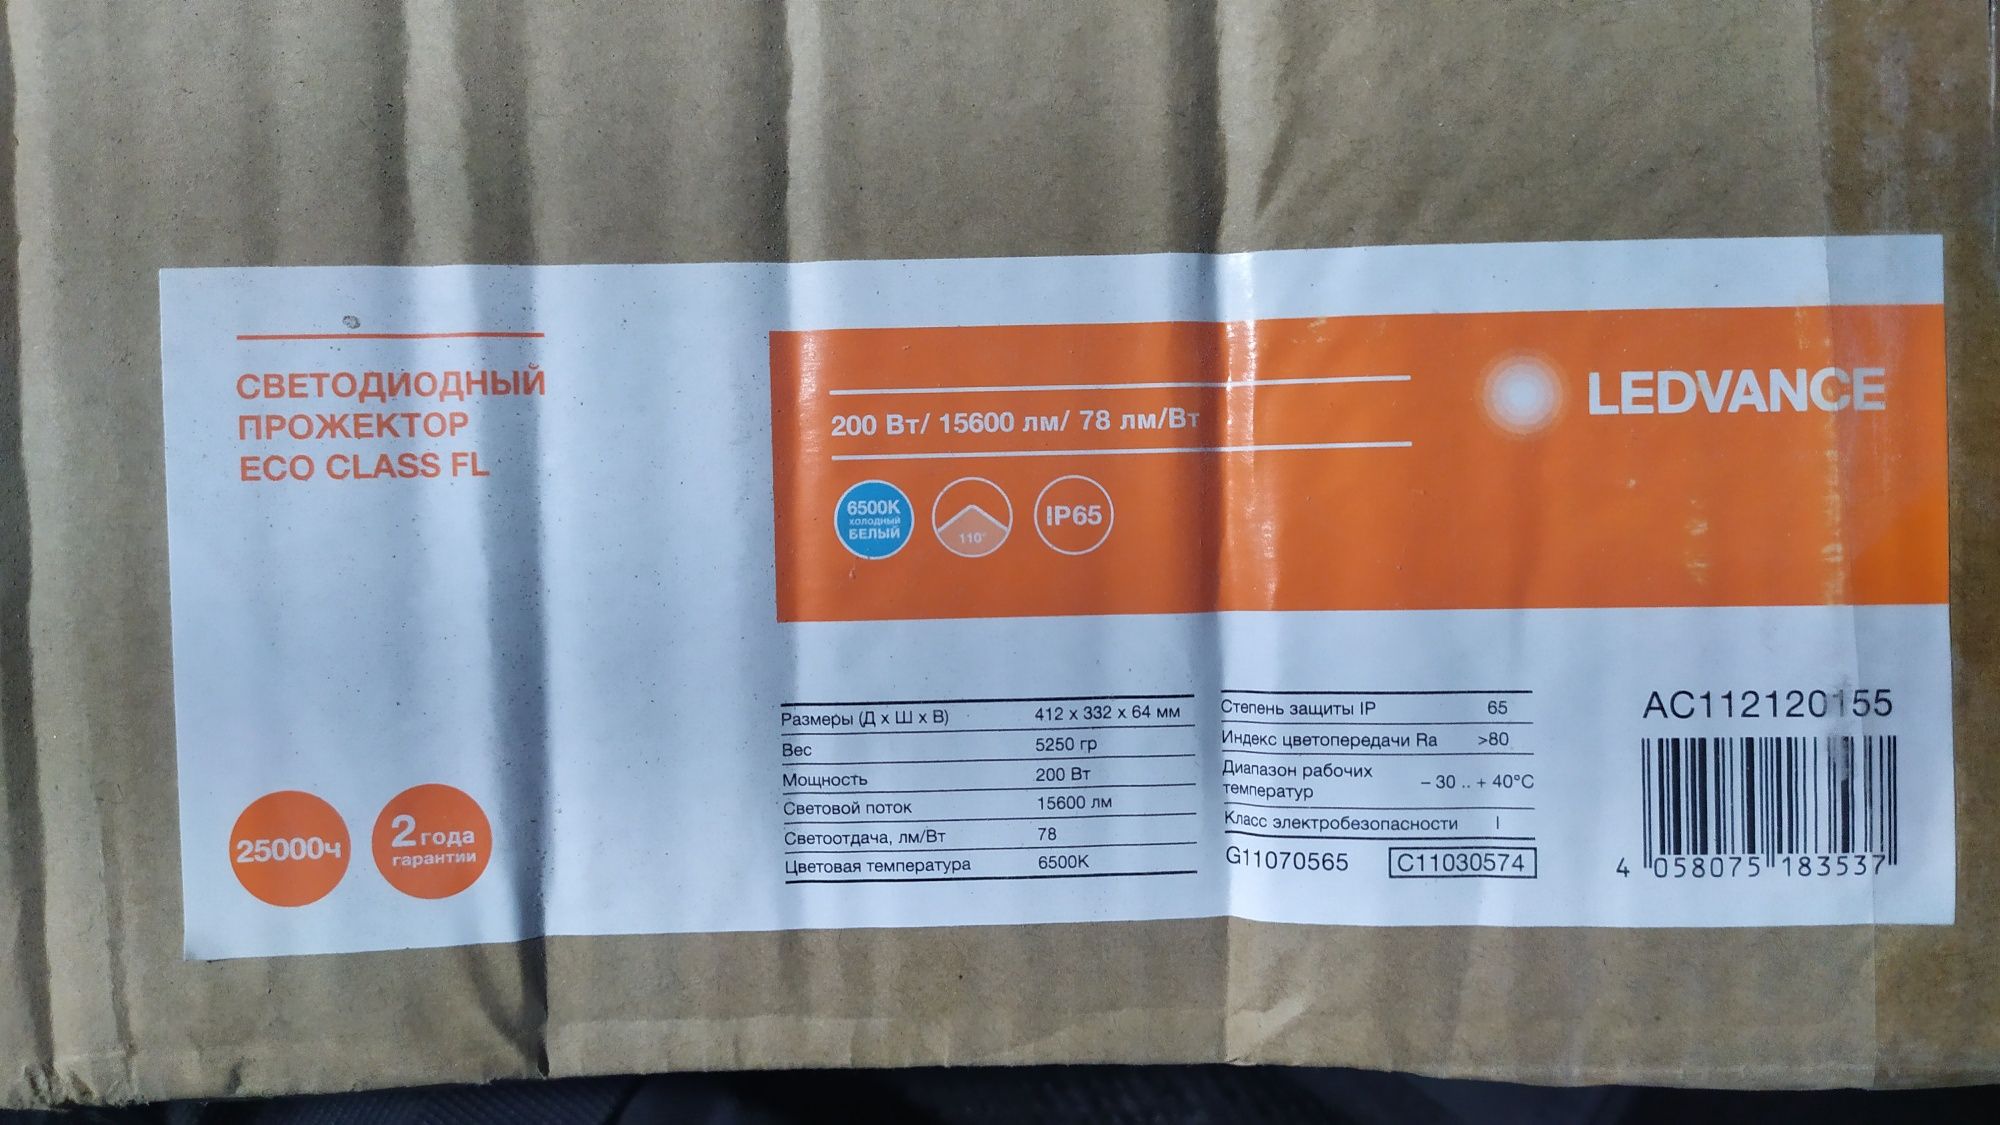 СВЕТОДИОДНЫЙ
ПРОЖЕКТОР
ECO CLASS FL
25000ч
2 года
гарантии
200 Вт/ 15600 лм/ 78 лм/Вт
6500K
ХОЛОДНЫЙ
БЕЛЫЙ
110°
IP65
LEDVANCE
Размеры (Д х Ш х В) 412 x 332 x 64 мм
Вес 5250 гр
Мощность 200 Вт
Световой поток 15600 лм
Светоотдача, лм/Вт 78
Цветовая температура 6500K
Степень защиты IP 65
Индекс цветопередачи Ra >80
Диапазон рабочих
температур – 30 .. + 40°C
Класс электробезопасности I
G11070565 C11030574
AC112120155
4 058075 183537